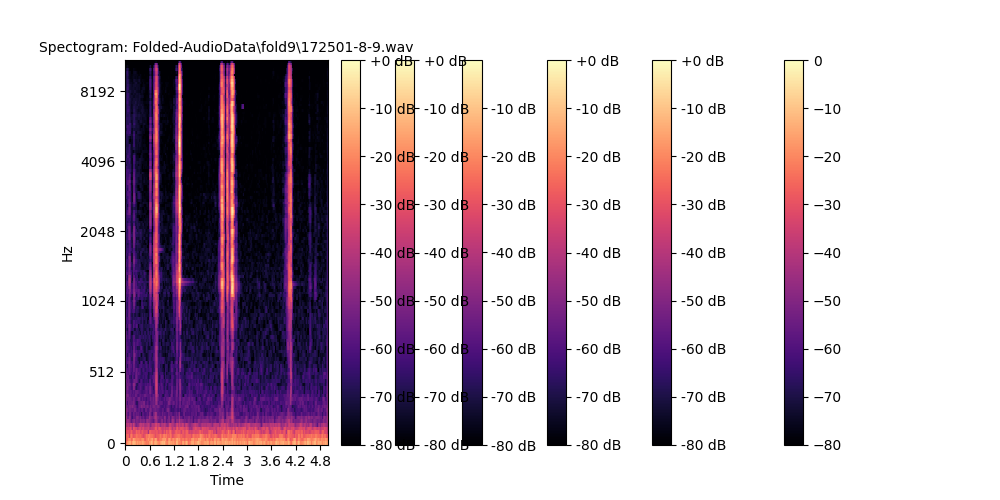 Spectogram: Folded-AudioData\fold9\172501-8-9.wav
Hz
8192
4096
2048
1024
512
0
0 0.6 1.2 1.8 2.4 3 3.6 4.2 4.8
Time
+0 dB
-10 dB
-20 dB
-30 dB
-40 dB
-50 dB
-60 dB
-70 dB
-80 dB
+0 dB
-10 dB
-20 dB
-30 dB
-40 dB
-50 dB
-60 dB
-70 dB
-80 dB
-10 dB
-20 dB
-30 dB
-40 dB
-50 dB
-60 dB
-70 dB
-80 dB
+0 dB
-10 dB
-20 dB
-30 dB
-40 dB
-50 dB
-60 dB
-70 dB
-80 dB
+0 dB
-10 dB
-20 dB
-30 dB
-40 dB
-50 dB
-60 dB
-70 dB
-80 dB
0
−10
−20
−30
−40
−50
−60
−70
−80